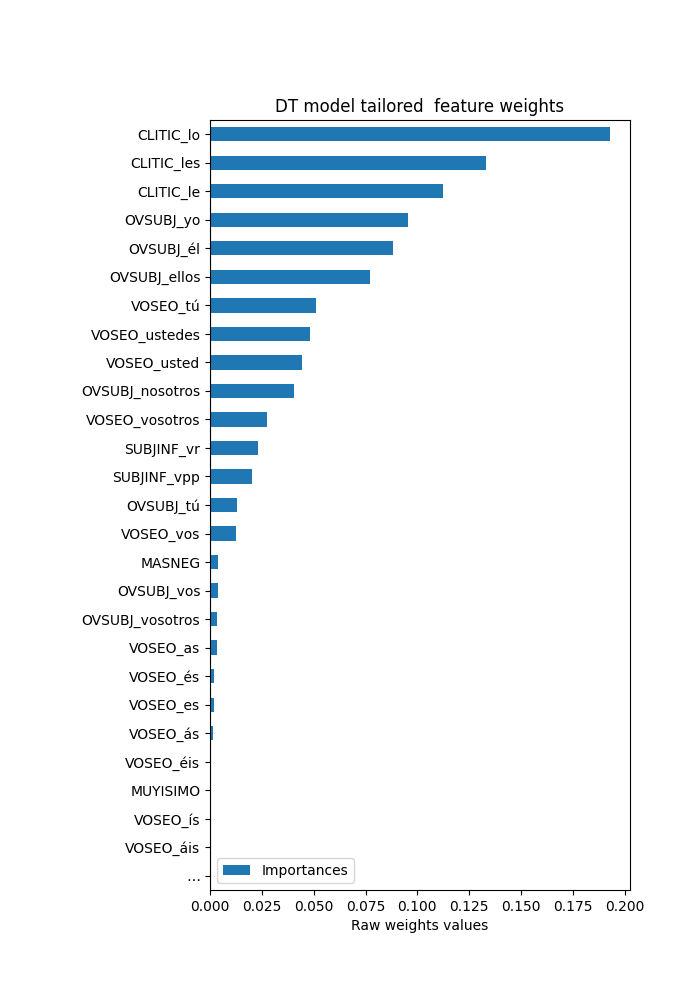 DT model tailored  feature weights
CLITIC_lo
CLITIC_les
CLITIC_le
OVSUBJ_yo
OVSUBJ_él
OVSUBJ_ellos
VOSEO_tú
VOSEO_ustedes
VOSEO_usted
OVSUBJ_nosotros
VOSEO_vosotros
SUBJINF_vr
SUBJINF_vpp
OVSUBJ_tú
VOSEO_vos
MASNEG
OVSUBJ_vos
OVSUBJ_vosotros
VOSEO_as
VOSEO_és
VOSEO_es
VOSEO_ás
VOSEO_éis
MUYISIMO
VOSEO_ís
VOSEO_áis
...
Importances
0.000 0.025 0.050 0.075 0.100 0.125 0.150 0.175 0.200
Raw weights values